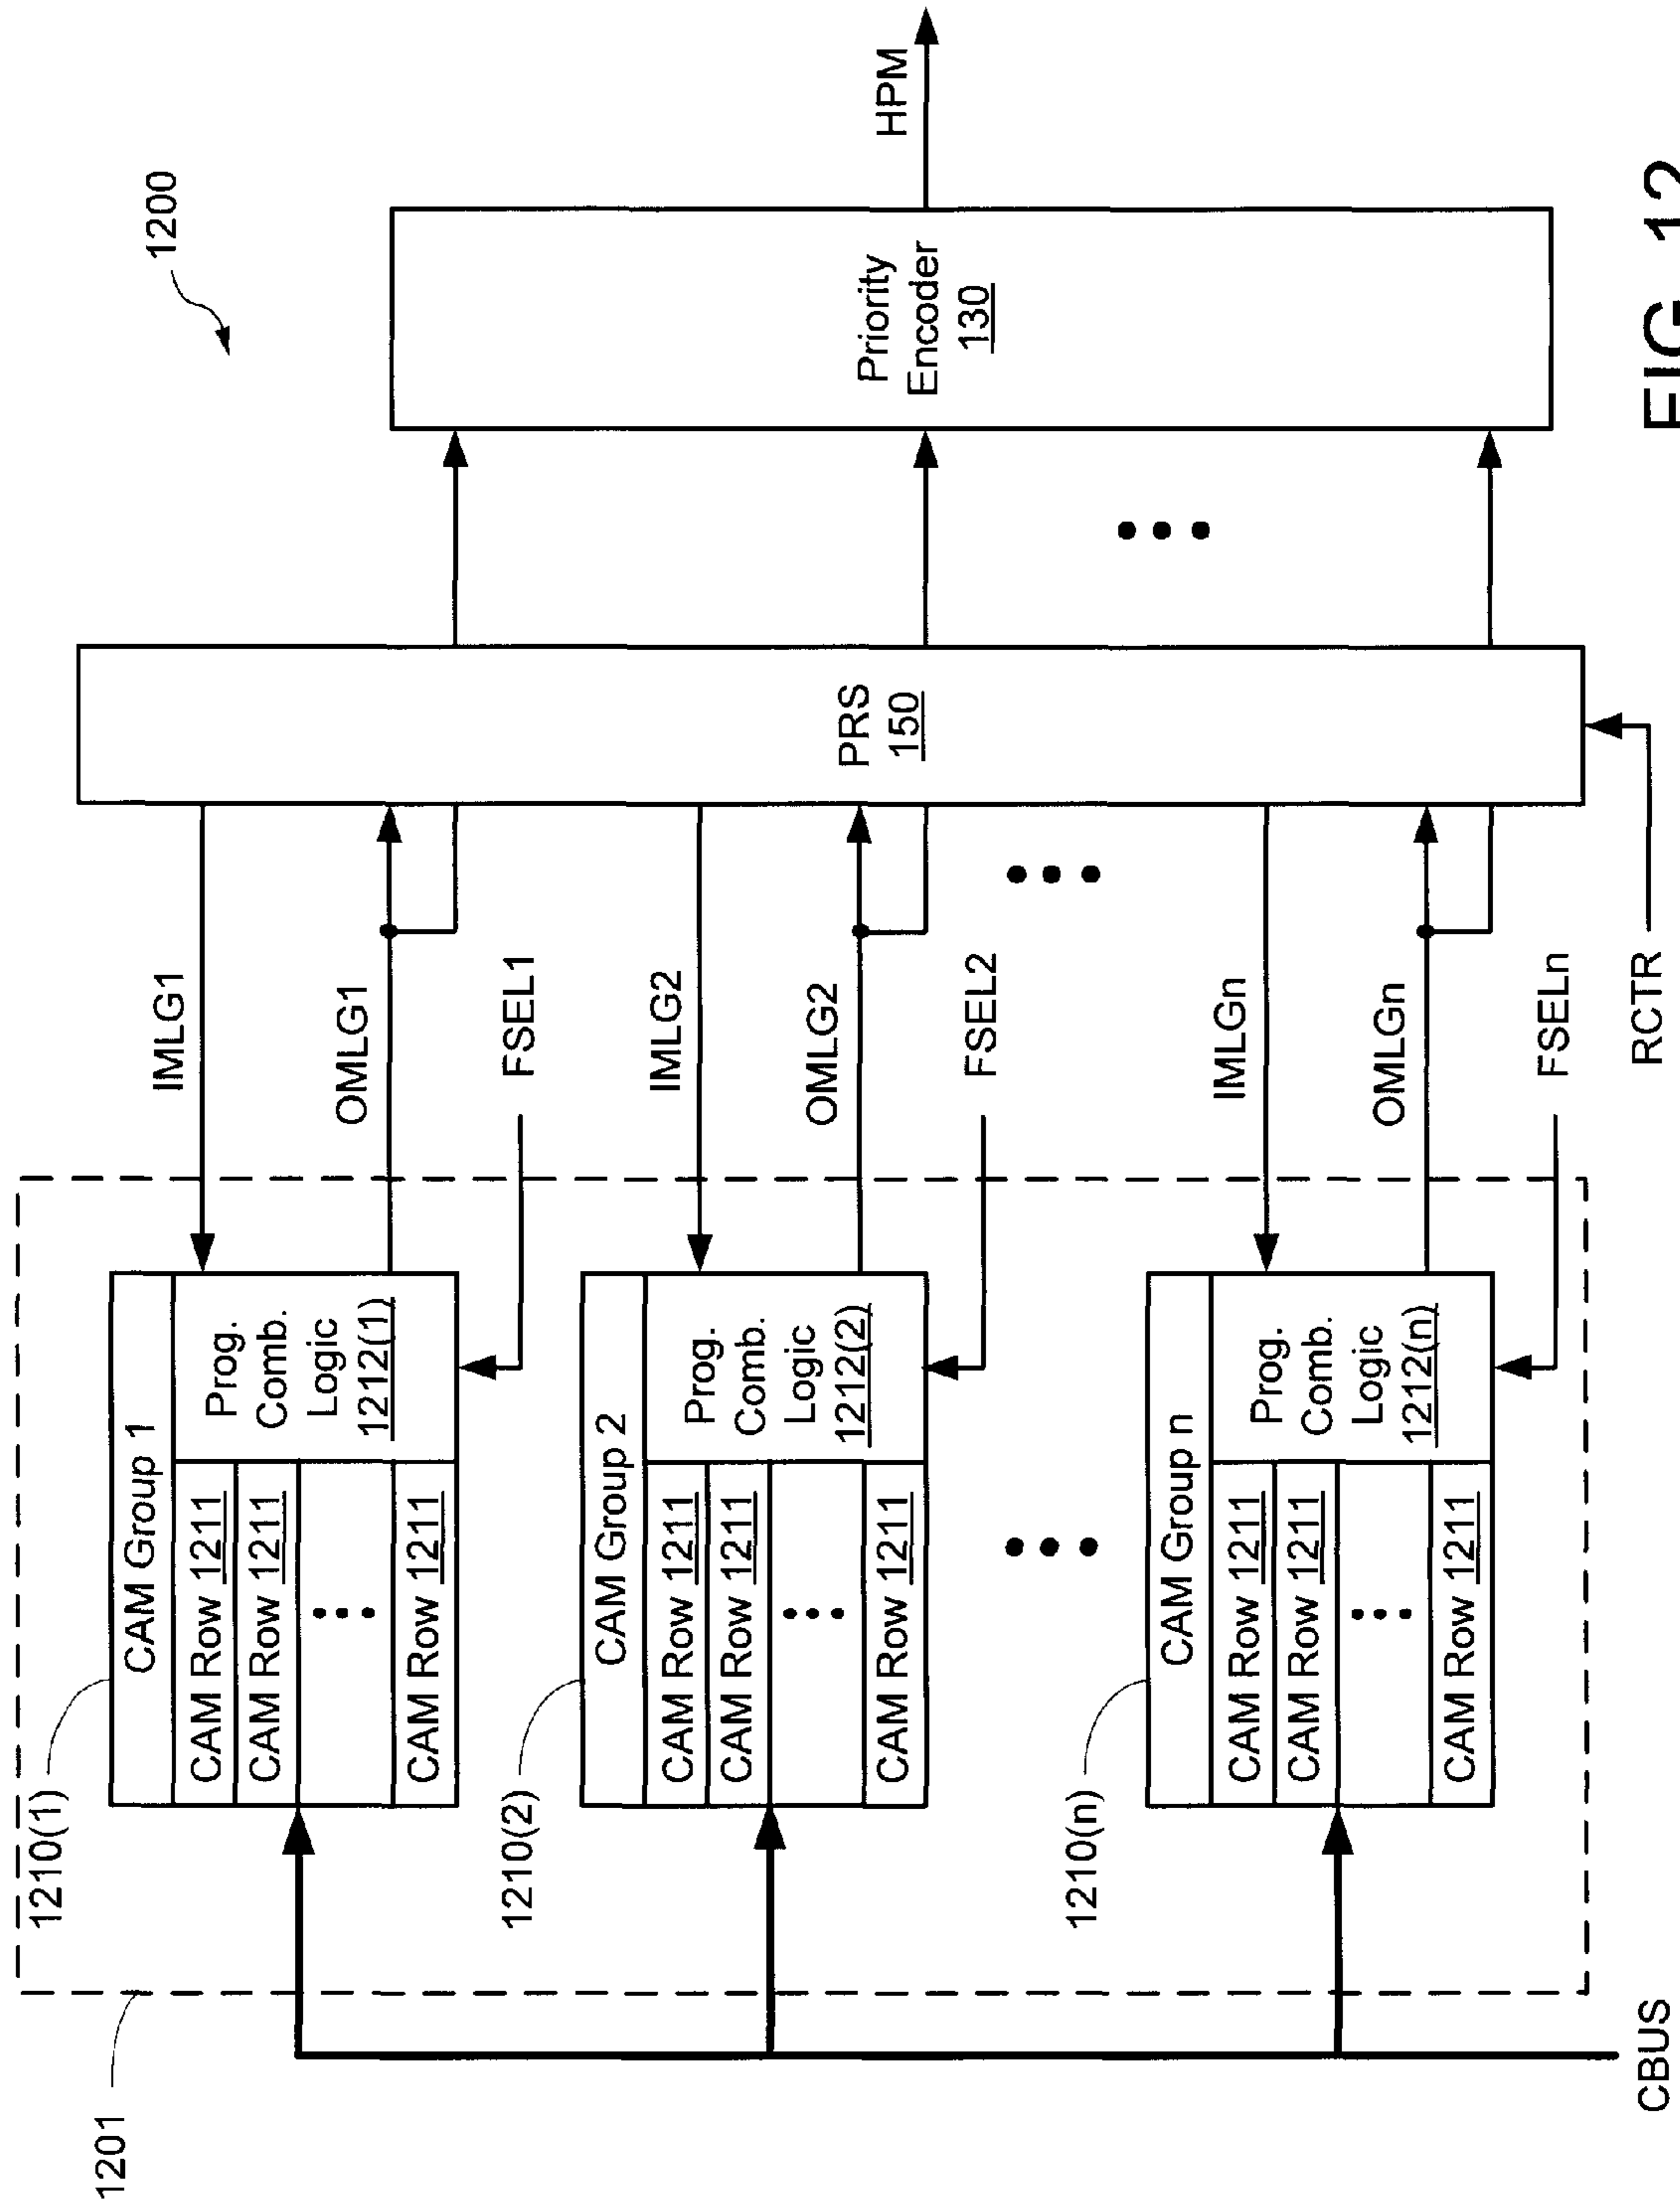 1200
1201
1210(1)
CAM Group 1
CAM Row 1211
CAM Row 1211
CAM Row 1211
Prog.
Comb.
Logic
1212(1)
IMLG1
OMLG1
FSEL1
1210(2)
CAM Group 2
CAM Row 1211
CAM Row 1211
CAM Row 1211
Prog.
Comb.
Logic
1212(2)
IMLG2
OMLG2
FSEL2
1210(n)
CAM Group n
CAM Row 1211
CAM Row 1211
CAM Row 1211
Prog.
Comb.
Logic
1212(n)
IMLGn
OMLGn
FSELn
PRS
150
Priority
Encoder
130
HPM
CBUS
RCTR
FIG. 12